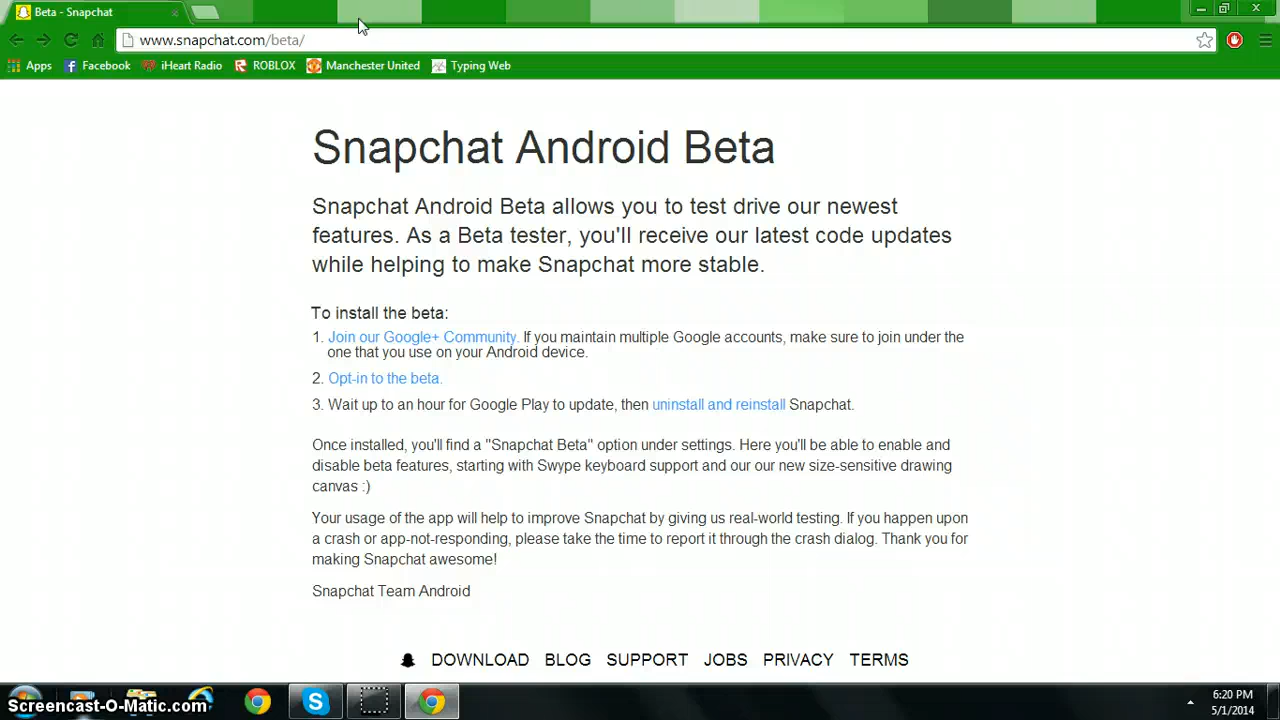 Beta - Snapchat
www.snapchat.com/beta/
Apps Facebook iHeart Radio ROBLOX Manchester United Typing Web
Snapchat Android Beta
Snapchat Android Beta allows you to test drive our newest
features. As a Beta tester, you'll receive our latest code updates
while helping to make Snapchat more stable.
To install the beta:
1. Join our Google+ Community. If you maintain multiple Google accounts, make sure to join under the
one that you use on your Android device.
2. Opt-in to the beta.
3. Wait up to an hour for Google Play to update, then uninstall and reinstall Snapchat.
Once installed, you'll find a "Snapchat Beta" option under settings. Here you'll be able to enable and
disable beta features, starting with Swype keyboard support and our our new size-sensitive drawing
canvas :)
Your usage of the app will help to improve Snapchat by giving us real-world testing. If you happen upon
a crash or app-not-responding, please take the time to report it through the crash dialog. Thank you for
making Snapchat awesome!
Snapchat Team Android
DOWNLOAD BLOG SUPPORT JOBS PRIVACY TERMS
6:20 PM
5/1/2014
Screencast-O-Matic.com